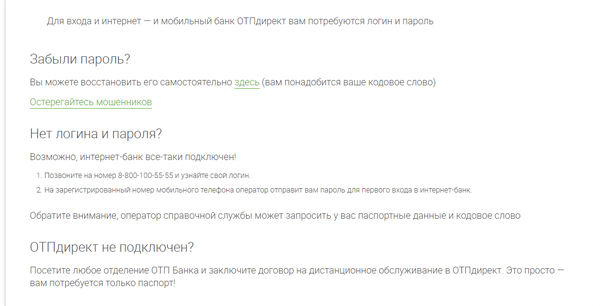 Для входа и интернет — и мобильный банк ОТПдирект вам потребуются логин и пароль
Забыли пароль?
Вы можете восстановить его самостоятельно здесь (вам понадобится ваше кодовое слово)
Остерегайтесь мошенников
Нет логина и пароля?
Возможно, интернет-банк все-таки подключен!
1. Позвоните на номер 8-800-100-55-55 и узнайте свой логин.
2. На зарегистрированный номер мобильного телефона оператор отправит вам пароль для первого входа в интернет-банк.
Обратите внимание, оператор справочной службы может запросить у вас паспортные данные и кодовое слово
ОТПдирект не подключен?
Посетите любое отделение ОТП Банка и заключите договор на дистанционное обслуживание в ОТПдирект. Это просто —
вам потребуется только паспорт!